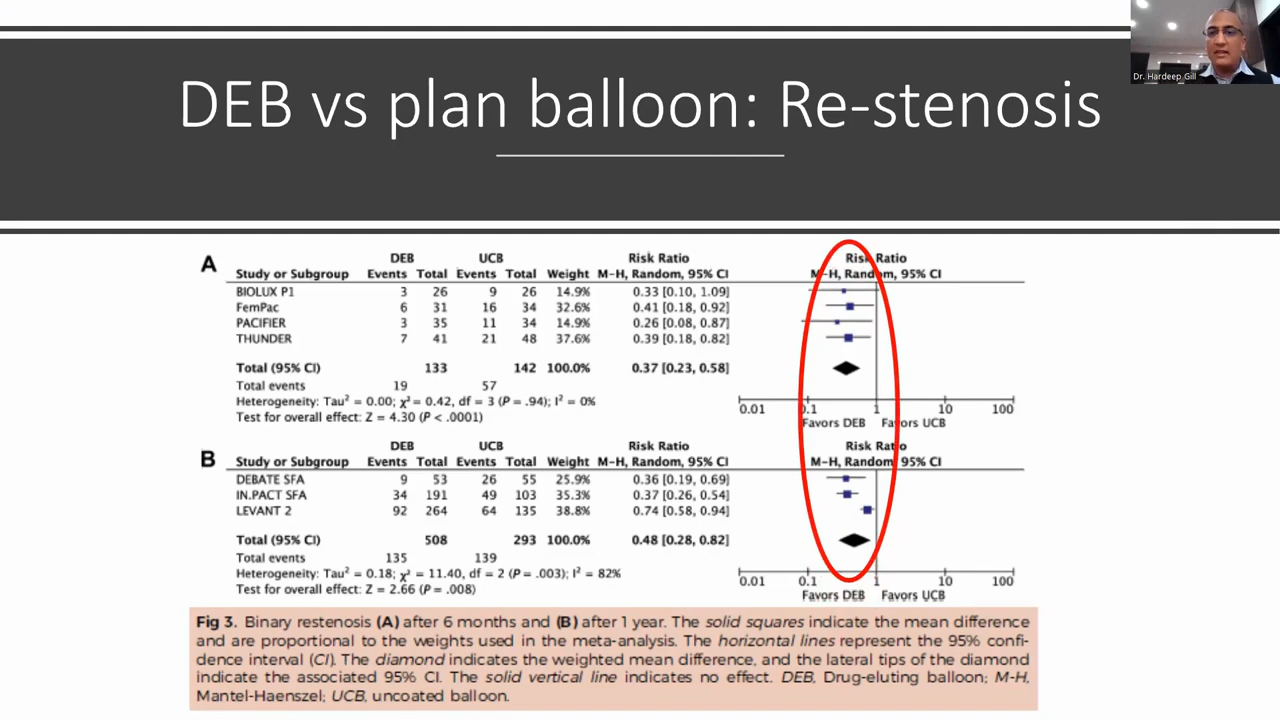 Dr. Hardeep Gill
DEB vs plan balloon: Re-stenosis
A
DEB UCB Risk Ratio Risk Ratio
Study or Subgroup Events Total Events Total Weight M-H, Random, 95% CI M-H, Random, 95% CI
BIOLUX P1 3 26 9 26 14.9% 0.33 [0.10, 1.09]
FemPac 6 31 16 34 32.6% 0.41 [0.18, 0.92]
PACIFIER 3 35 11 34 14.9% 0.26 [0.08, 0.87]
THUNDER 7 41 21 48 37.6% 0.39 [0.18, 0.82]
Total (95% CI) 133 142 100.0% 0.37 [0.23, 0.58]
Total events 19 57
Heterogeneity: Tau² = 0.00; χ² = 0.42, df = 3 (P = .94); I² = 0%
Test for overall effect: Z = 4.30 (P < .0001)
0.01 0.1 1 10 100
Favors DEB Favors UCB
B
DEB UCB Risk Ratio Risk Ratio
Study or Subgroup Events Total Events Total Weight M-H, Random, 95% CI M-H, Random, 95% CI
DEBATE SFA 9 53 26 55 25.9% 0.36 [0.19, 0.69]
IN.PACT SFA 34 191 49 103 35.3% 0.37 [0.26, 0.54]
LEVANT 2 92 264 64 135 38.8% 0.74 [0.58, 0.94]
Total (95% CI) 508 293 100.0% 0.48 [0.28, 0.82]
Total events 135 139
Heterogeneity: Tau² = 0.18; χ² = 11.40, df = 2 (P = .003); I² = 82%
Test for overall effect: Z = 2.66 (P = .008)
0.01 0.1 1 10 100
Favors DEB Favors UCB
Fig 3. Binary restenosis (A) after 6 months and (B) after 1 year. The solid squares indicate the mean difference
and are proportional to the weights used in the meta-analysis. The horizontal lines represent the 95% confi-
dence interval (CI). The diamond indicates the weighted mean difference, and the lateral tips of the diamond
indicate the associated 95% CI. The solid vertical line indicates no effect. DEB, Drug-eluting balloon; M-H,
Mantel-Haenszel; UCB, uncoated balloon.